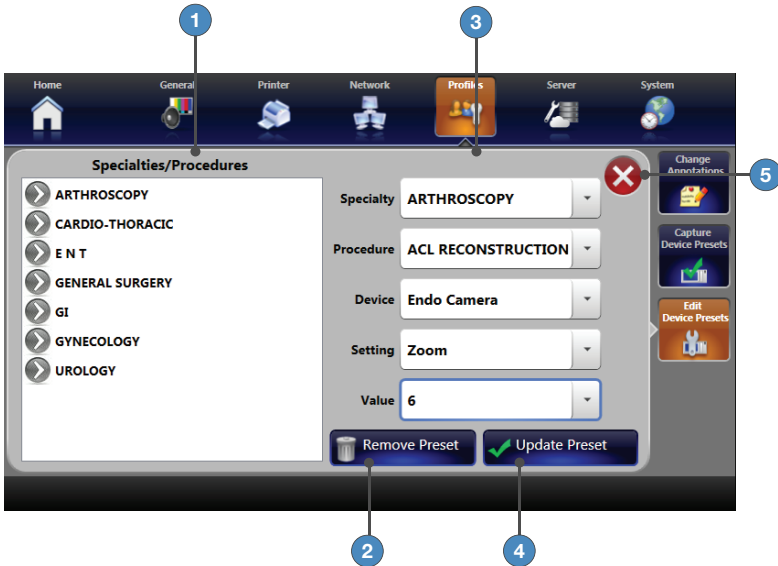 1
3
Home
General
Printer
Network
Profiles
Server
System
Specialties/Procedures
ARTHROSCOPY
CARDIO-THORACIC
E N T
GENERAL SURGERY
GI
GYNECOLOGY
UROLOGY
Specialty ARTHROSCOPY
Procedure ACL RECONSTRUCTION
Device Endo Camera
Setting Zoom
Value 6
Remove Preset
Update Preset
Change
Annotations
5
Capture
Device Presets
Edit
Device Presets
2
4